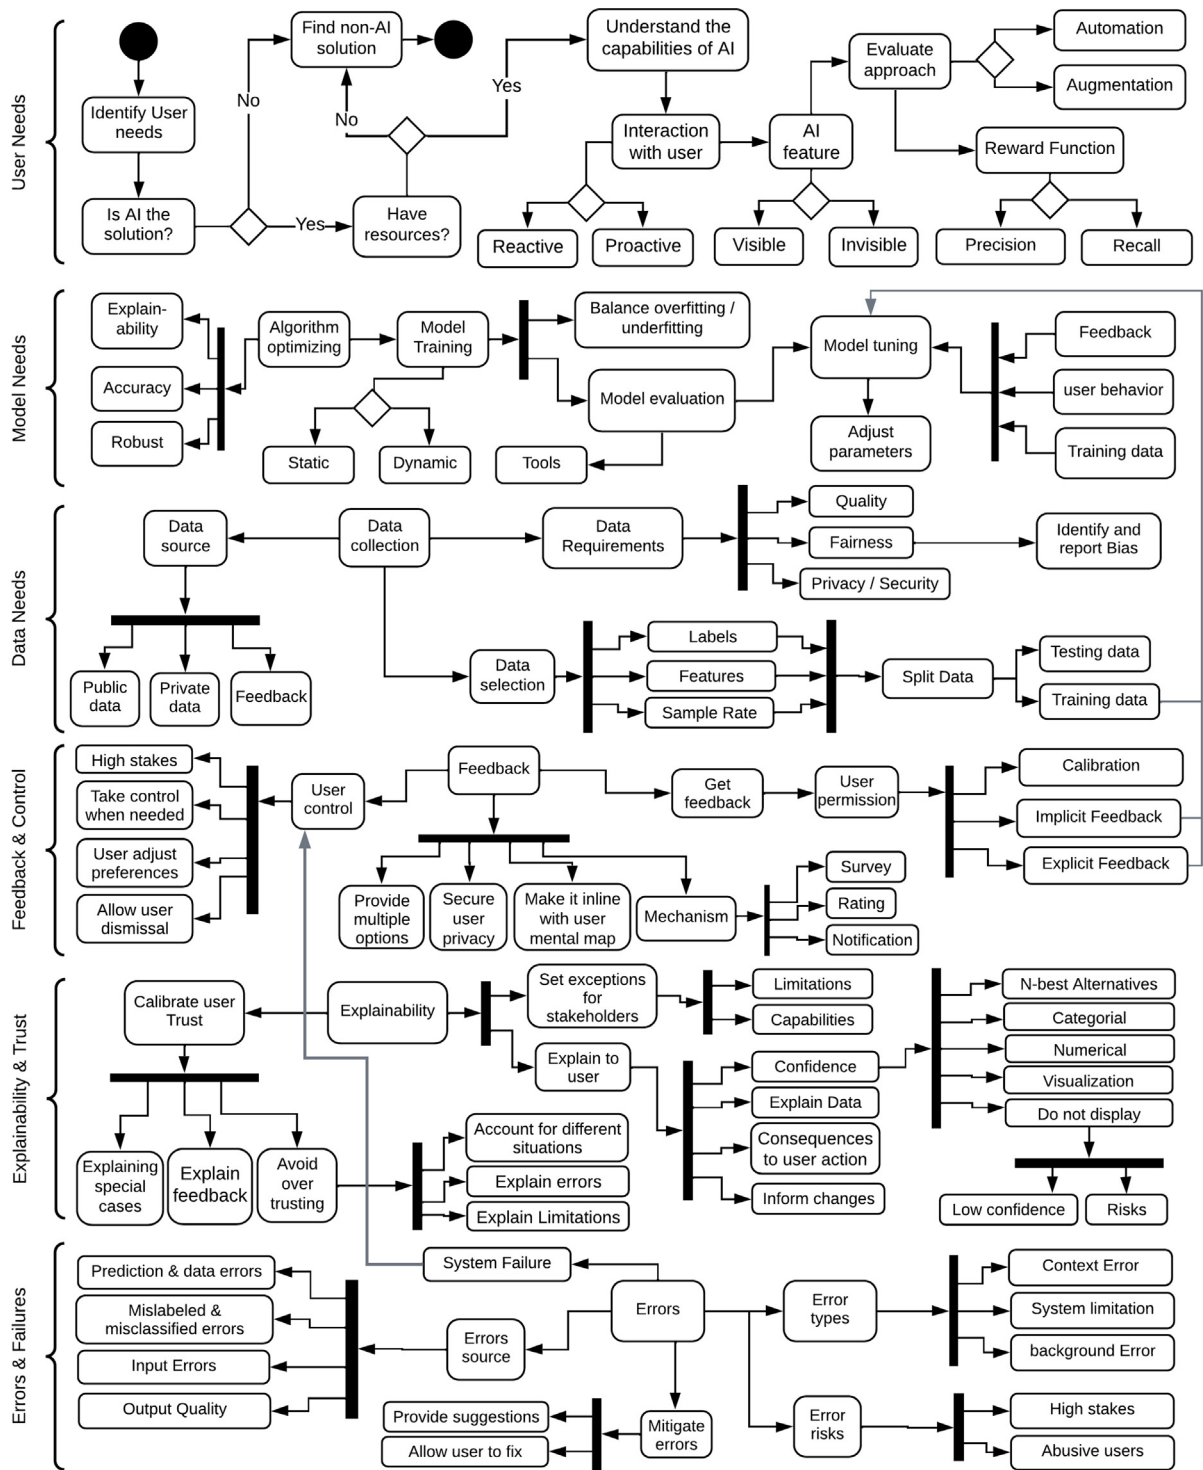 User Needs
Find non-AI
solution
Understand the
capabilities of AI
Evaluate
approach
Automation
Augmentation
Identify User
needs
No
No
Yes
Interaction
with user
AI
feature
Reward Function
Is AI the
solution?
Yes
Have
resources?
Reactive
Proactive
Visible
Invisible
Precision
Recall
Model Needs
Explain-
ability
Accuracy
Robust
Algorithm
optimizing
Model
Training
Static
Dynamic
Balance overfitting /
underfitting
Model evaluation
Tools
Model tuning
Adjust
parameters
Feedback
user behavior
Training data
Data Needs
Data
source
Data
collection
Data
Requirements
Quality
Fairness
Privacy / Security
Identify and
report Bias
Public
data
Private
data
Feedback
Data
selection
Labels
Features
Sample Rate
Split Data
Testing data
Training data
Feedback & Control
High stakes
Take control
when needed
User adjust
preferences
Allow user
dismissal
User
control
Feedback
Get
feedback
User
permission
Calibration
Implicit Feedback
Explicit Feedback
Provide
multiple
options
Secure
user
privacy
Make it inline
with user
mental map
Mechanism
Survey
Rating
Notification
Explainability & Trust
Calibrate user
Trust
Explainability
Set exceptions
for
stakeholders
Limitations
Capabilities
Explain to
user
Confidence
Explain Data
Consequences
to user action
Inform changes
N-best Alternatives
Categorial
Numerical
Visualization
Do not display
Low confidence
Risks
Explaining
special
cases
Explain
feedback
Avoid
over
trusting
Account for different
situations
Explain errors
Explain Limitations
Errors & Failures
Prediction & data errors
Mislabeled &
misclassified errors
Input Errors
Output Quality
System Failure
Errors
source
Errors
Provide suggestions
Allow user to fix
Mitigate
errors
Error
types
Context Error
System limitation
background Error
Error
risks
High stakes
Abusive users